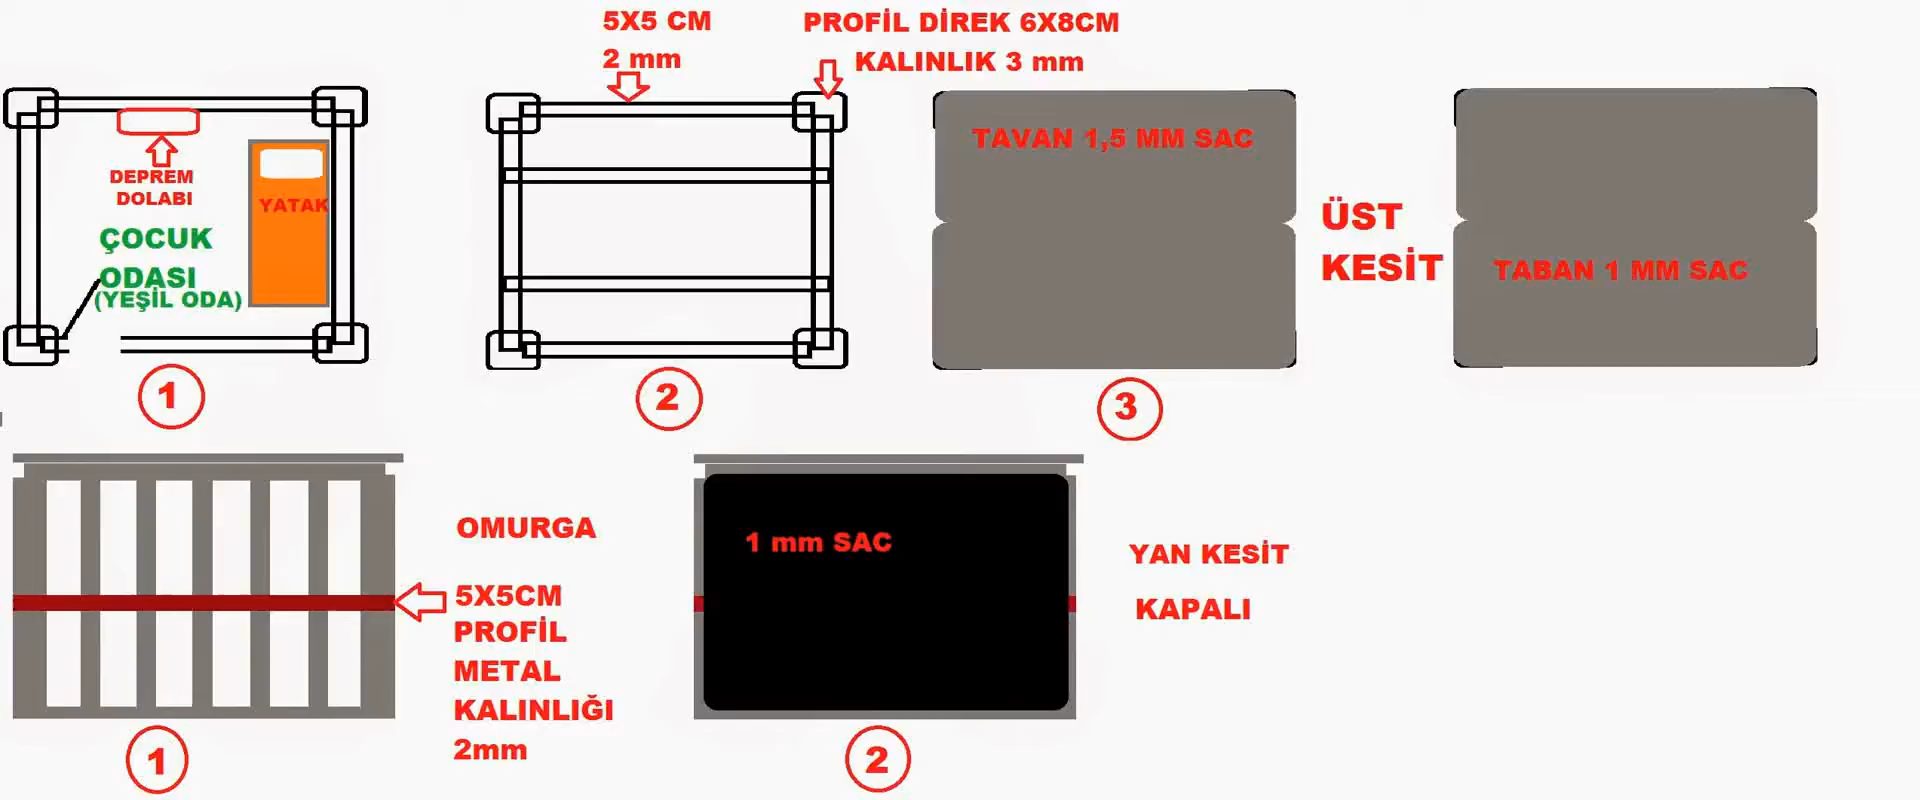 5X5 CM
2 mm
PROFİL DİREK 6X8CM
KALINLIK 3 mm
DEPREM
DOLABI
YATAK
ÇOCUK
ODASI
(YEŞİL ODA)
1
2
TAVAN 1,5 MM SAC
3
ÜST
KESİT
TABAN 1 MM SAC
OMURGA
5X5CM
PROFİL
METAL
KALINLIĞI
2mm
1
1 mm SAC
2
YAN KESİT
KAPALI